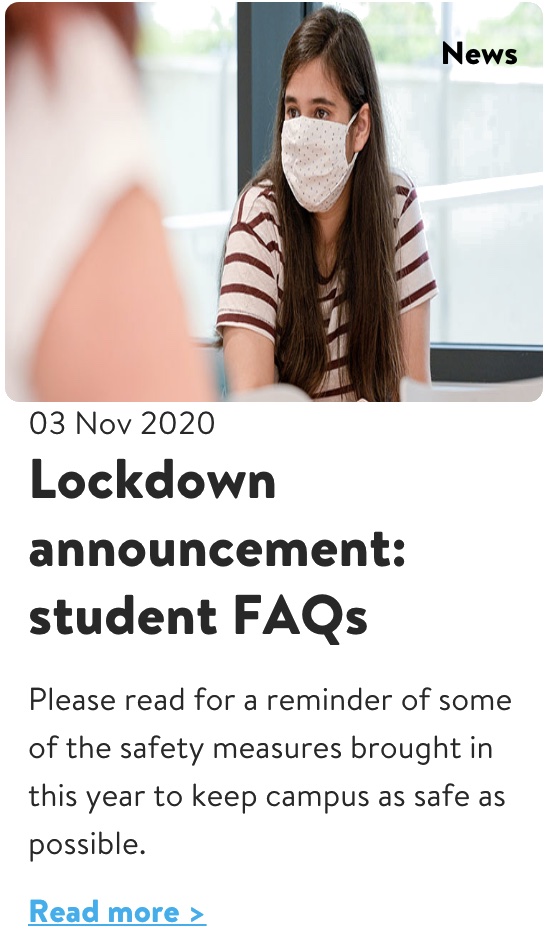 News
03 Nov 2020
Lockdown
announcement:
student FAQs
Please read for a reminder of some
of the safety measures brought in
this year to keep campus as safe as
possible.
Read more >